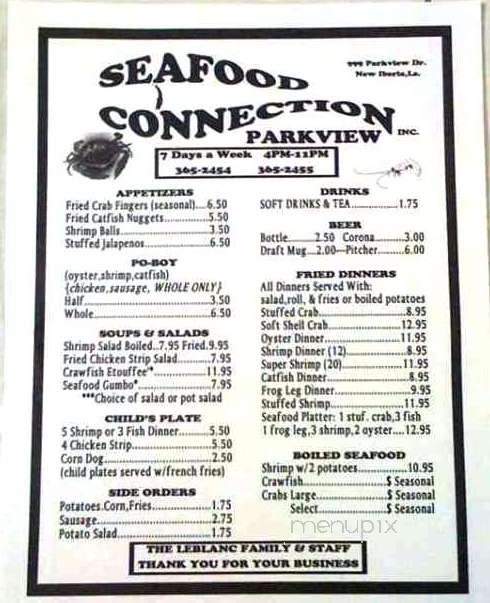 SEAFOOD
CONNECTION
PARKVIEW INC.
999 Parkview Dr.
New Iberia,La.
7 Days a Week 4PM-11PM
365-2454 365-2455
APPETIZERS
Fried Crab Fingers (seasonal)....6.50
Fried Catfish Nuggets...............5.50
Shrimp Balls..........................3.50
Stuffed Jalapenos...................6.50
PO-BOY
(oyster,shrimp,catfish)
{chicken,sausage, WHOLE ONLY}
Half......................................3.50
Whole...................................6.50
SOUPS & SALADS
Shrimp Salad Boiled..7.95 Fried.9.95
Fried Chicken Strip Salad..........7.95
Crawfish Etouffee'*..................11.95
Seafood Gumbo*.....................7.95
***Choice of salad or pot salad
CHILD'S PLATE
5 Shrimp or 3 Fish Dinner.........5.50
4 Chicken Strip........................5.50
Corn Dog................................2.50
(child plates served w/french fries)
SIDE ORDERS
Potatoes.Corn,Fries..................1.75
Sausage..................................2.75
Potato Salad...........................1.75
DRINKS
SOFT DRINKS & TEA................1.75
BEER
Bottle.........2.50 Corona..........3.00
Draft Mug...2.00--Pitcher.........6.00
FRIED DINNERS
All Dinners Served With:
salad,roll, & fries or boiled potatoes
Stuffed Crab..........................8.95
Soft Shell Crab......................12.95
Oyster Dinner........................11.95
Shrimp Dinner (12)..................8.95
Super Shrimp (20)..................11.95
Catfish Dinner........................8.95
Frog Leg Dinner......................9.95
Stuffed Shrimp.......................11.95
Seafood Platter: 1 stuf. crab,3 fish
1 frog leg,3 shrimp,2 oyster....12.95
BOILED SEAFOOD
Shrimp w/2 potatoes..............10.95
Crawfish..........................$ Seasonal
Crabs Large.....................$ Seasonal
Select.....................$ Seasonal
menupix
THE LEBLANC FAMILY & STAFF
THANK YOU FOR YOUR BUSINESS